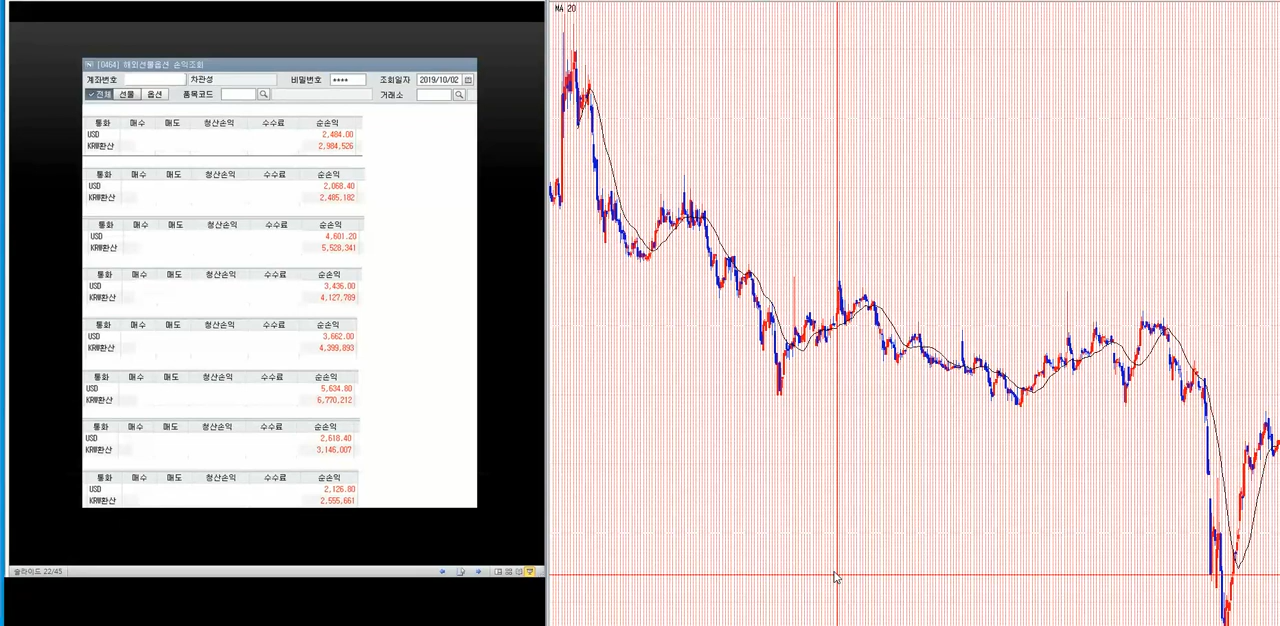 MA 20
[0464] 해외선물옵션 손익조회
계좌번호 차관성 비밀번호 **** 조회일자 2019/10/02
전체 선물 옵션 품목코드 거래소
통화 매수 매도 청산손익 수수료 순손익
USD 2,484.00
KRW환산 2,984,526
통화 매수 매도 청산손익 수수료 순손익
USD 2,068.40
KRW환산 2,485,182
통화 매수 매도 청산손익 수수료 순손익
USD 4,601.20
KRW환산 5,528,341
통화 매수 매도 청산손익 수수료 순손익
USD 3,436.00
KRW환산 4,127,789
통화 매수 매도 청산손익 수수료 순손익
USD 3,662.00
KRW환산 4,399,893
통화 매수 매도 청산손익 수수료 순손익
USD 5,634.80
KRW환산 6,770,212
통화 매수 매도 청산손익 수수료 순손익
USD 2,618.40
KRW환산 3,146,007
통화 매수 매도 청산손익 수수료 순손익
USD 2,126.80
KRW환산 2,555,661
슬라이드 22/45